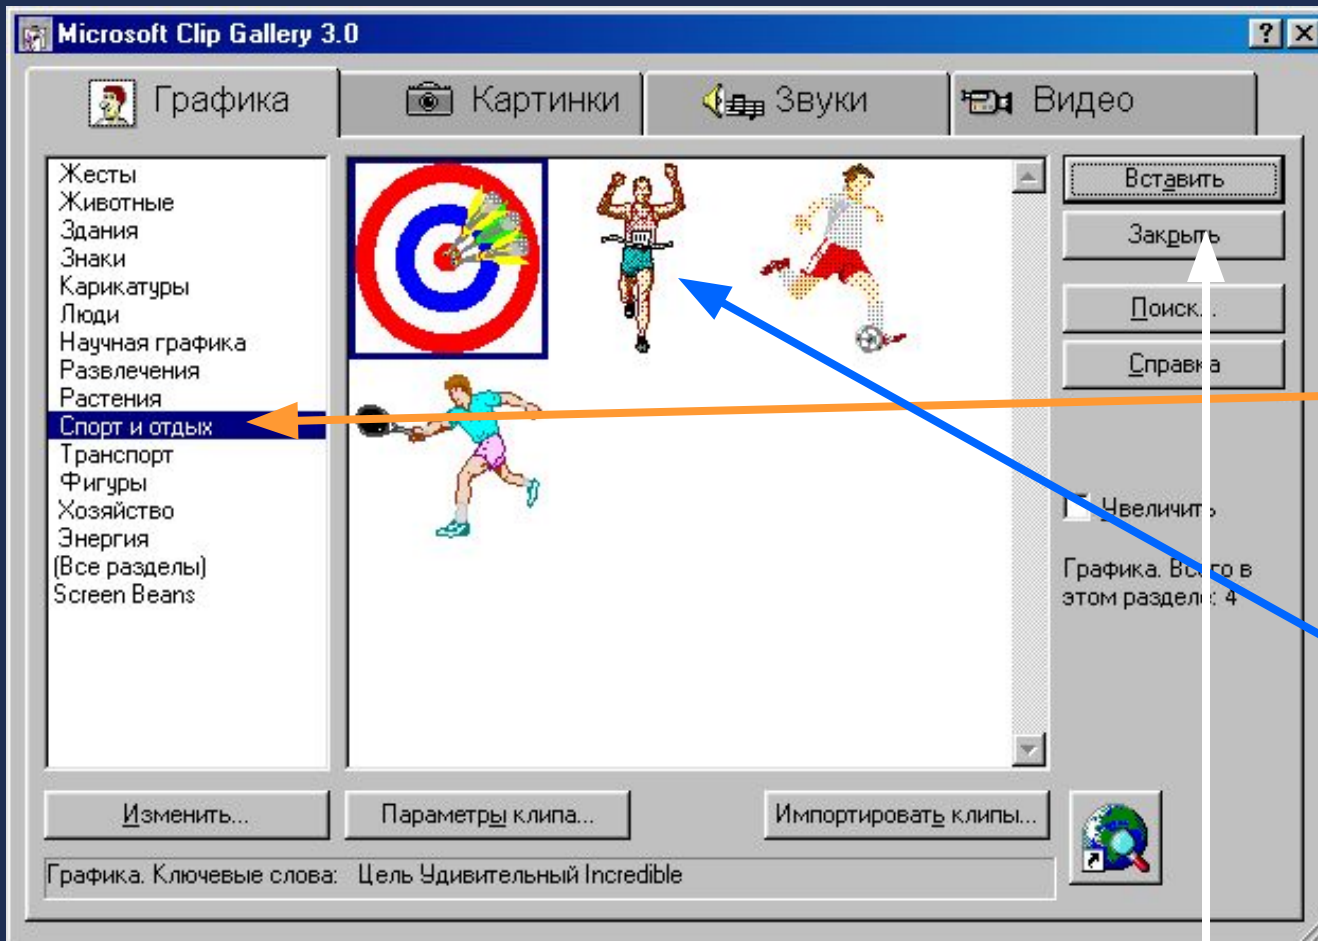 Microsoft Clip Gallery 3.0
Графика
Картинки
Звуки
Видео
Жесты
Животные
Здания
Знаки
Карикатуры
Люди
Научная графика
Развлечения
Растения
Спорт и отдых
Транспорт
Фигуры
Хозяйство
Энергия
(Все разделы)
Screen Beans
Вставить
Закрыть
Поиск...
Справка
Увеличить
Графика. Всего в
этом разделе: 4
Изменить...
Параметры клипа...
Импортировать клипы...
Графика. Ключевые слова: Цель Удивительный Incredible